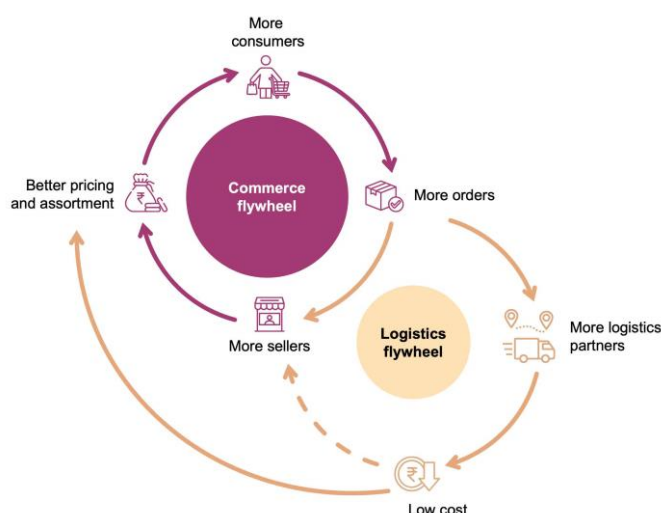 More
consumers
Better pricing
and assortment
₹
Commerce
flywheel
More orders
More sellers
Logistics
flywheel
More logistics
partners
₹
Low cost